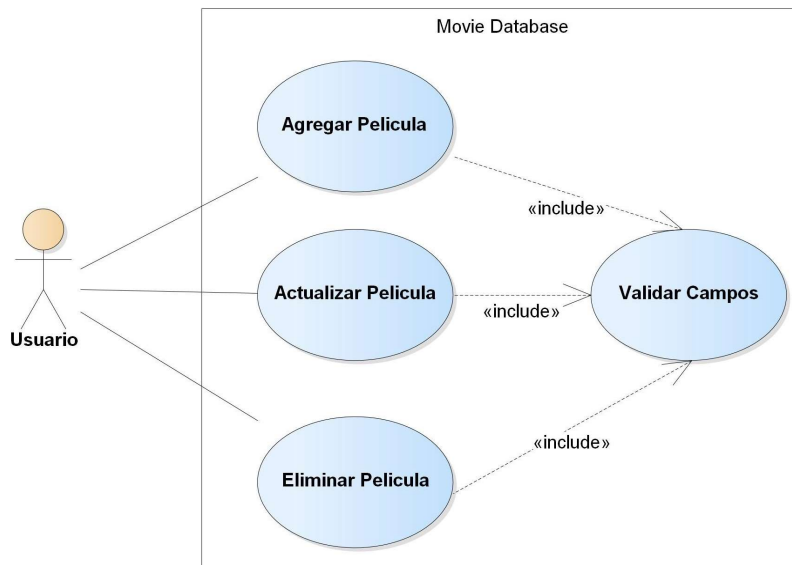 Movie Database
Agregar Pelicula
«include»
Usuario
Actualizar Pelicula
«include»
Validar Campos
Eliminar Pelicula
«include»